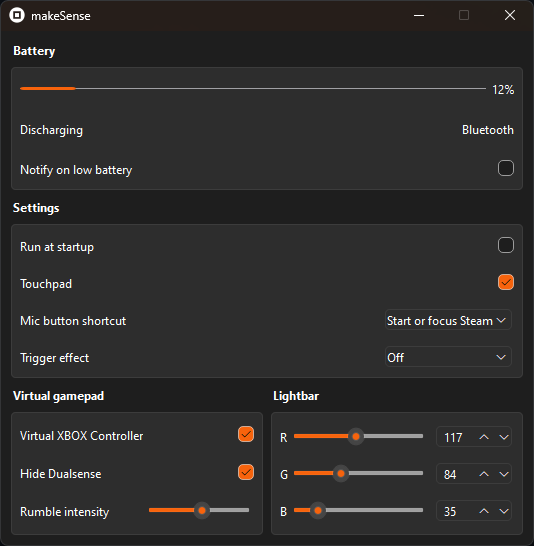 makeSense
Battery
12%
Discharging Bluetooth
Notify on low battery
Settings
Run at startup
Touchpad
Mic button shortcut Start or focus Steam
Trigger effect Off
Virtual gamepad
Virtual XBOX Controller
Hide Dualsense
Rumble intensity
Lightbar
R 117
G 84
B 35